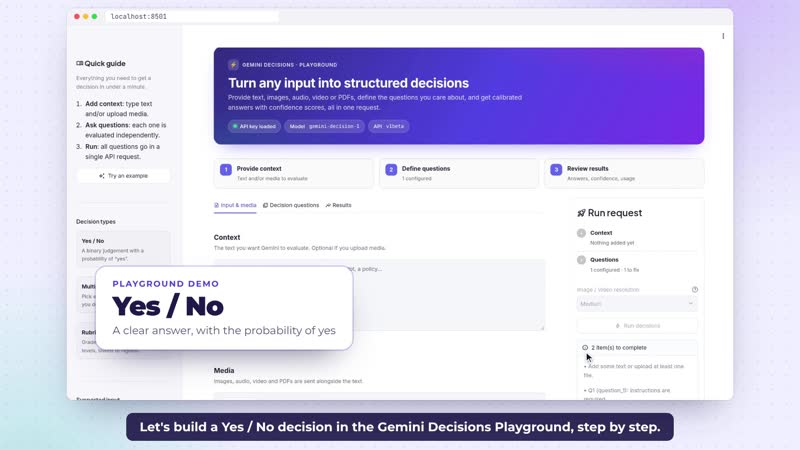 localhost:8501
Quick guide
Everything you need to get a
decision in under a minute.
1. Add context: type text
and/or upload media.
2. Ask questions: each one is
evaluated independently.
3. Run: all questions go in a
single API request.
Try an example
Decision types
Yes / No
A binary judgement with a
probability of "yes".
GEMINI DECISIONS · PLAYGROUND
Turn any input into structured decisions
Provide text, images, audio, video or PDFs, define the questions you care about, and get calibrated
answers with confidence scores, all in one request.
API key loaded
Model gemini-decision-1
API v1beta
1 Provide context
Text and/or media to evaluate
2 Define questions
1 configured
3 Review results
Answers, confidence, usage
Input & media
Decision questions
Results
Context
The text you want Gemini to evaluate. Optional if you upload media.
Media
Images, audio, video and PDFs are sent alongside the text.
Run request
Context
Nothing added yet
Questions
1 configured · 1 to fix
Image / video resolution
Medium
Run decisions
2 item(s) to complete
• Add some text or upload at least one
file.
• Q1 (question_1): instructions are
PLAYGROUND DEMO
Yes / No
A clear answer, with the probability of yes
Let's build a Yes / No decision in the Gemini Decisions Playground, step by step.